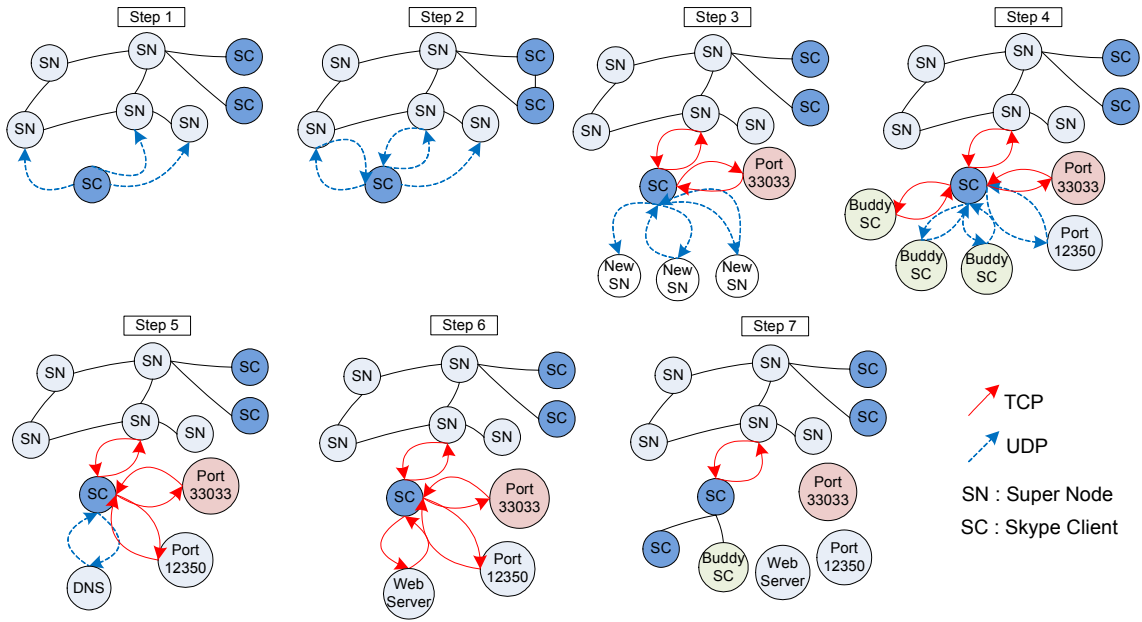 Step 1
SN
SN
SC
SC
SN
SN
SN
SC
Step 2
SN
SN
SC
SC
SN
SN
SN
SC
Step 3
SN
SN
SC
SC
SN
SN
SN
SC
Port
33033
New
SN
New
SN
New
SN
Step 4
SN
SN
SC
SC
SN
SN
SN
SC
Port
33033
Buddy
SC
Buddy
SC
Buddy
SC
Port
12350
Step 5
SN
SN
SC
SC
SN
SN
SN
SC
Port
33033
Port
12350
DNS
Step 6
SN
SN
SC
SC
SN
SN
SN
SC
Port
33033
Port
12350
Web
Server
Step 7
SN
SN
SC
SC
SN
SN
SN
SC
Port
33033
SC
Buddy
SC
Web
Server
Port
12350
TCP
UDP
SN : Super Node
SC : Skype Client